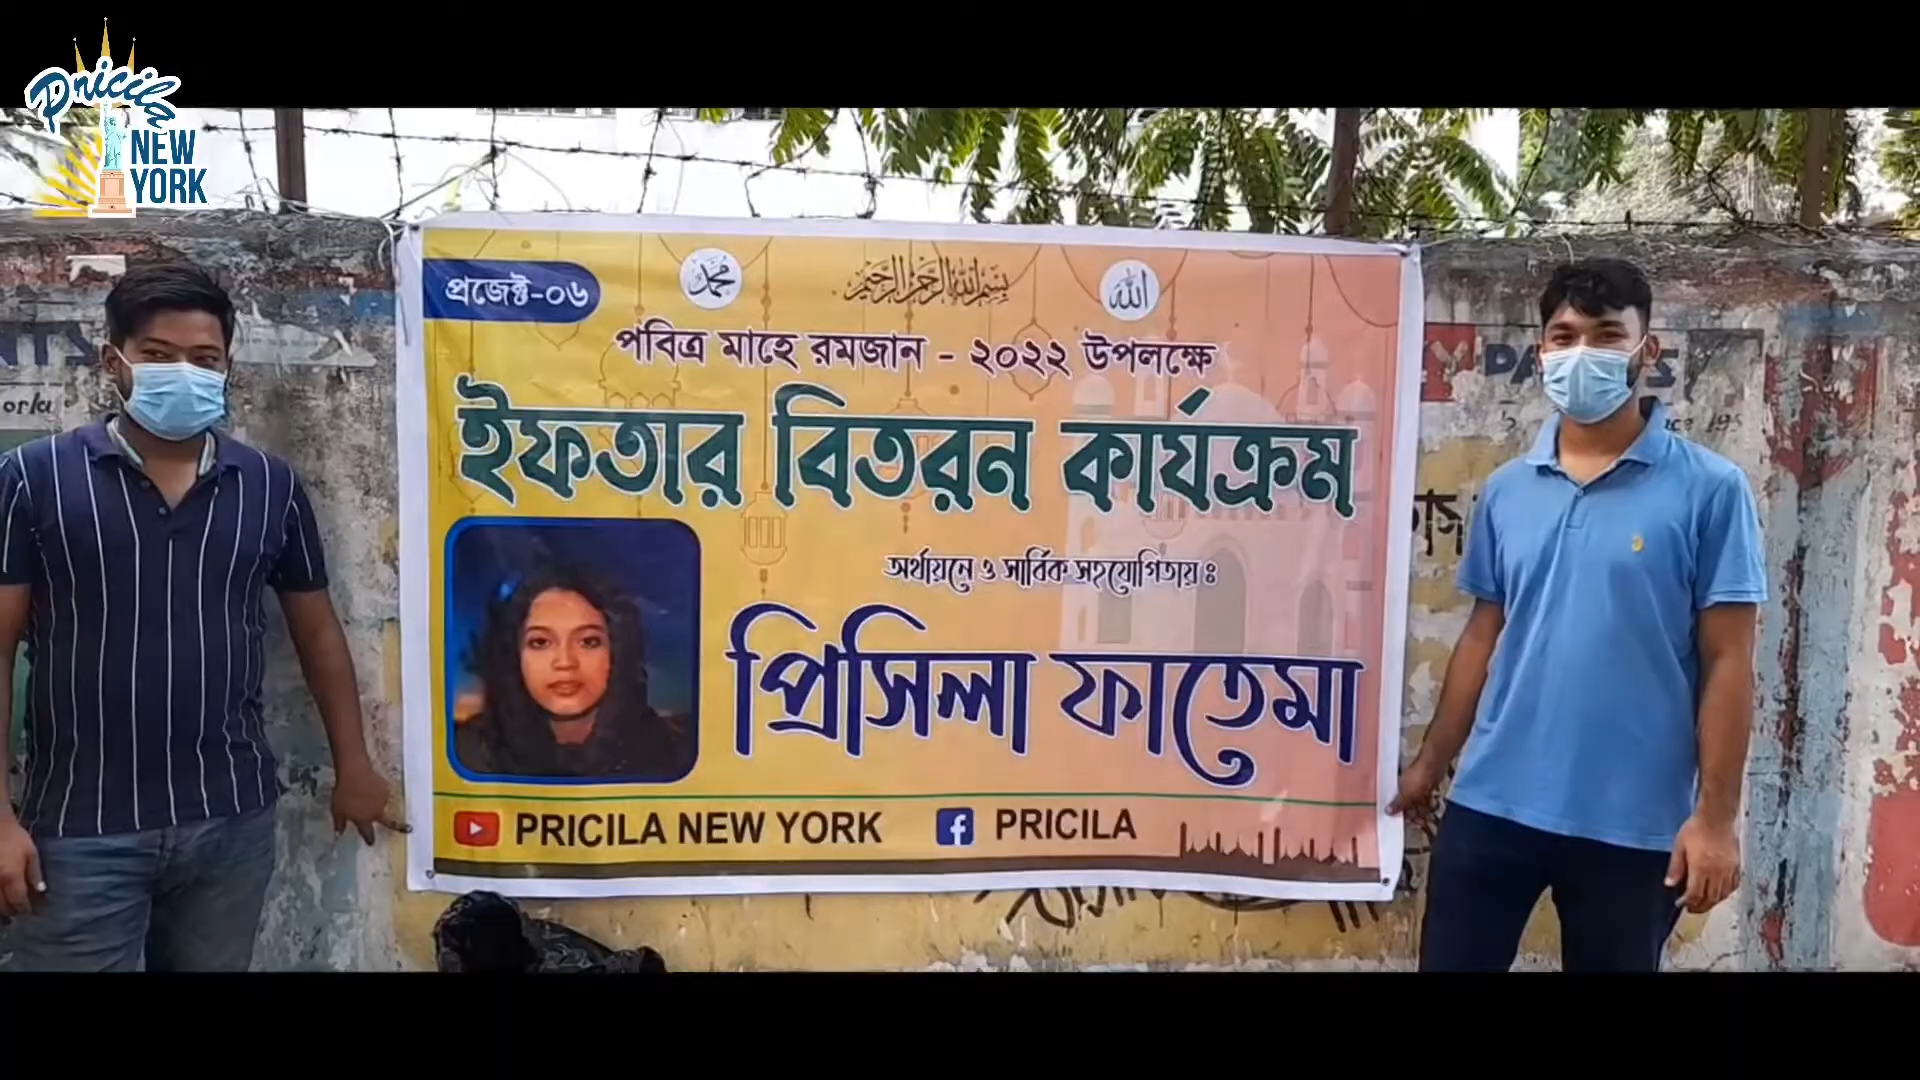 Pricila
NEW
YORK
প্রজেক্ট-০৬
محمد
بسم الله الرحمن الرحيم
الله
পবিত্র মাহে রমজান - ২০২২ উপলক্ষে
ইফতার বিতরন কার্যক্রম
অর্থায়নে ও সার্বিক সহযোগিতায় ঃ
প্রিসিলা ফাতেমা
PRICILA NEW YORK
PRICILA